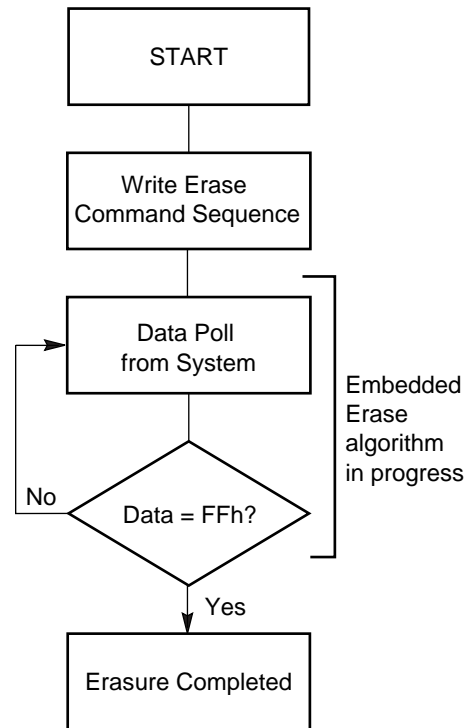 START
Write Erase
Command Sequence
Data Poll
from System
Embedded
Erase
algorithm
in progress
No
Data = FFh?
Yes
Erasure Completed